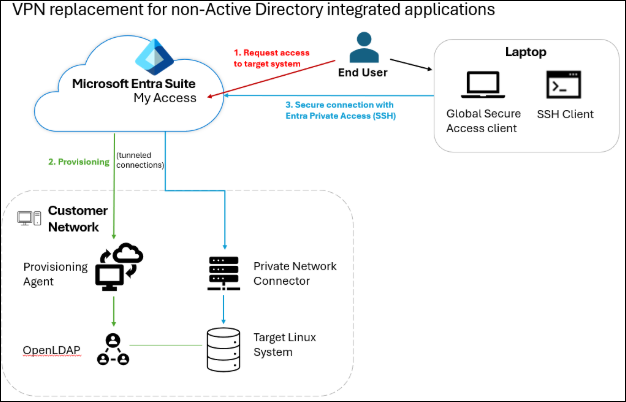 VPN replacement for non-Active Directory integrated applications
1. Request access
to target system
End User
Laptop
Microsoft Entra Suite
My Access
3. Secure connection with
Entra Private Access (SSH)
Global Secure
Access client
SSH Client
2. Provisioning
(tunneled
connections)
Customer
Network
Provisioning
Agent
Private Network
Connector
OpenLDAP
Target Linux
System